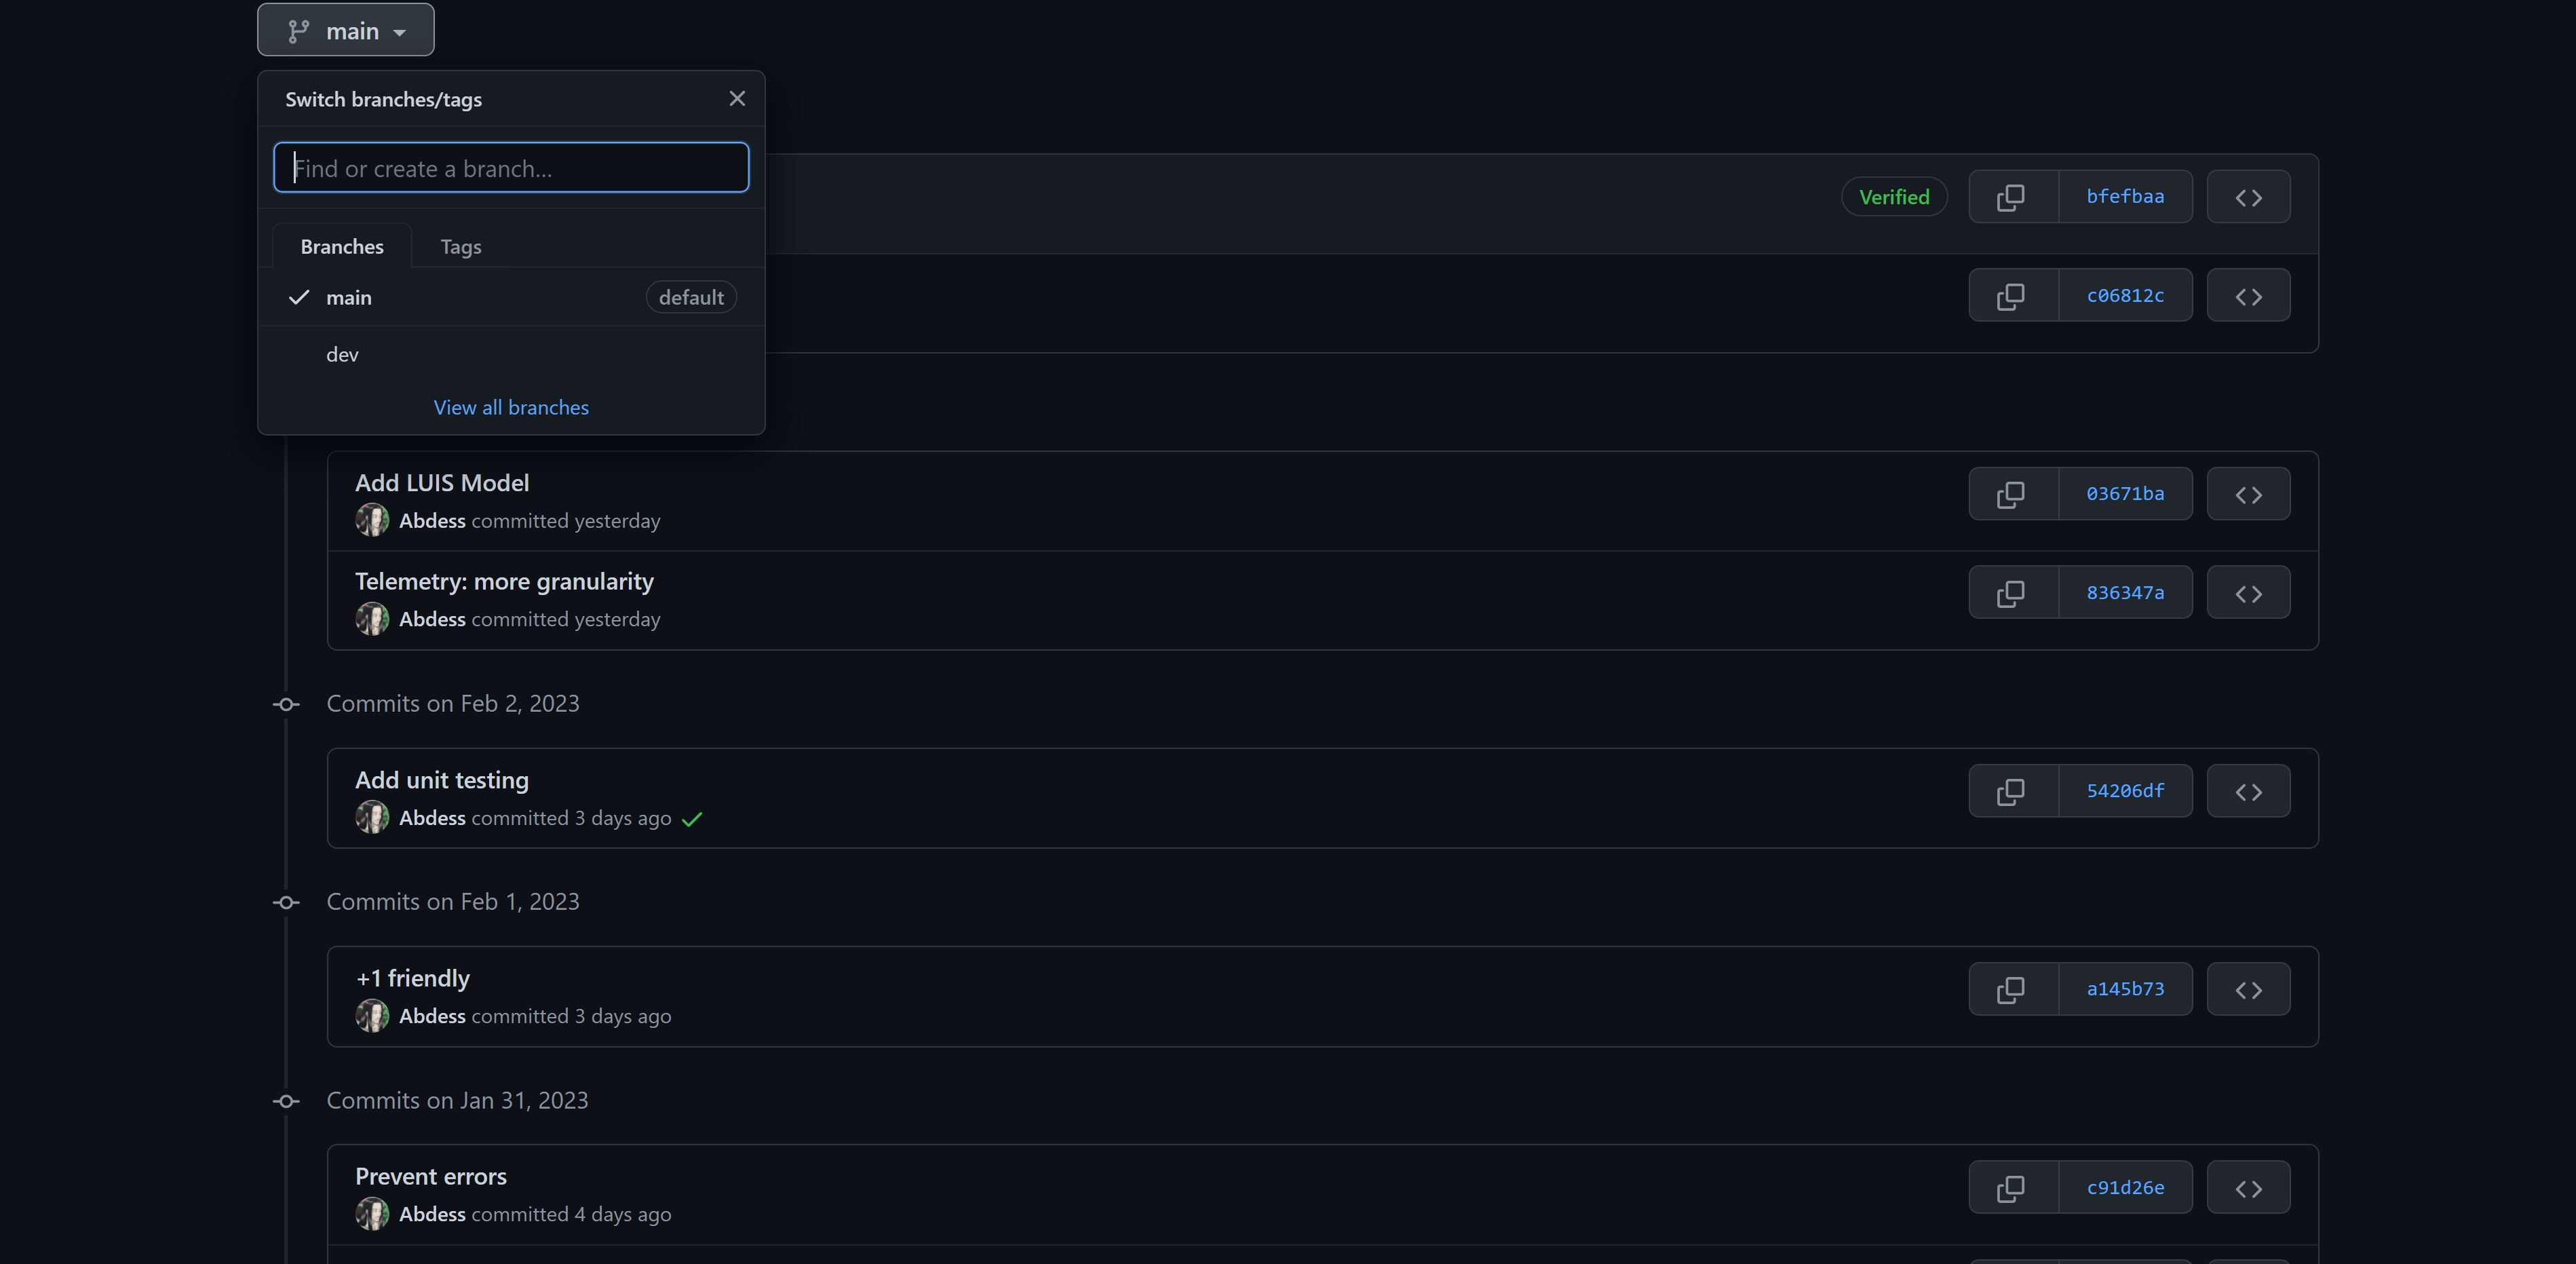 main
Switch branches/tags
Find or create a branch...
Branches Tags
main default
dev
View all branches
Verified bfefbaa
c06812c
Add LUIS Model
Abdess committed yesterday
03671ba
Telemetry: more granularity
Abdess committed yesterday
836347a
Commits on Feb 2, 2023
Add unit testing
Abdess committed 3 days ago
54206df
Commits on Feb 1, 2023
+1 friendly
Abdess committed 3 days ago
a145b73
Commits on Jan 31, 2023
Prevent errors
Abdess committed 4 days ago
c91d26e